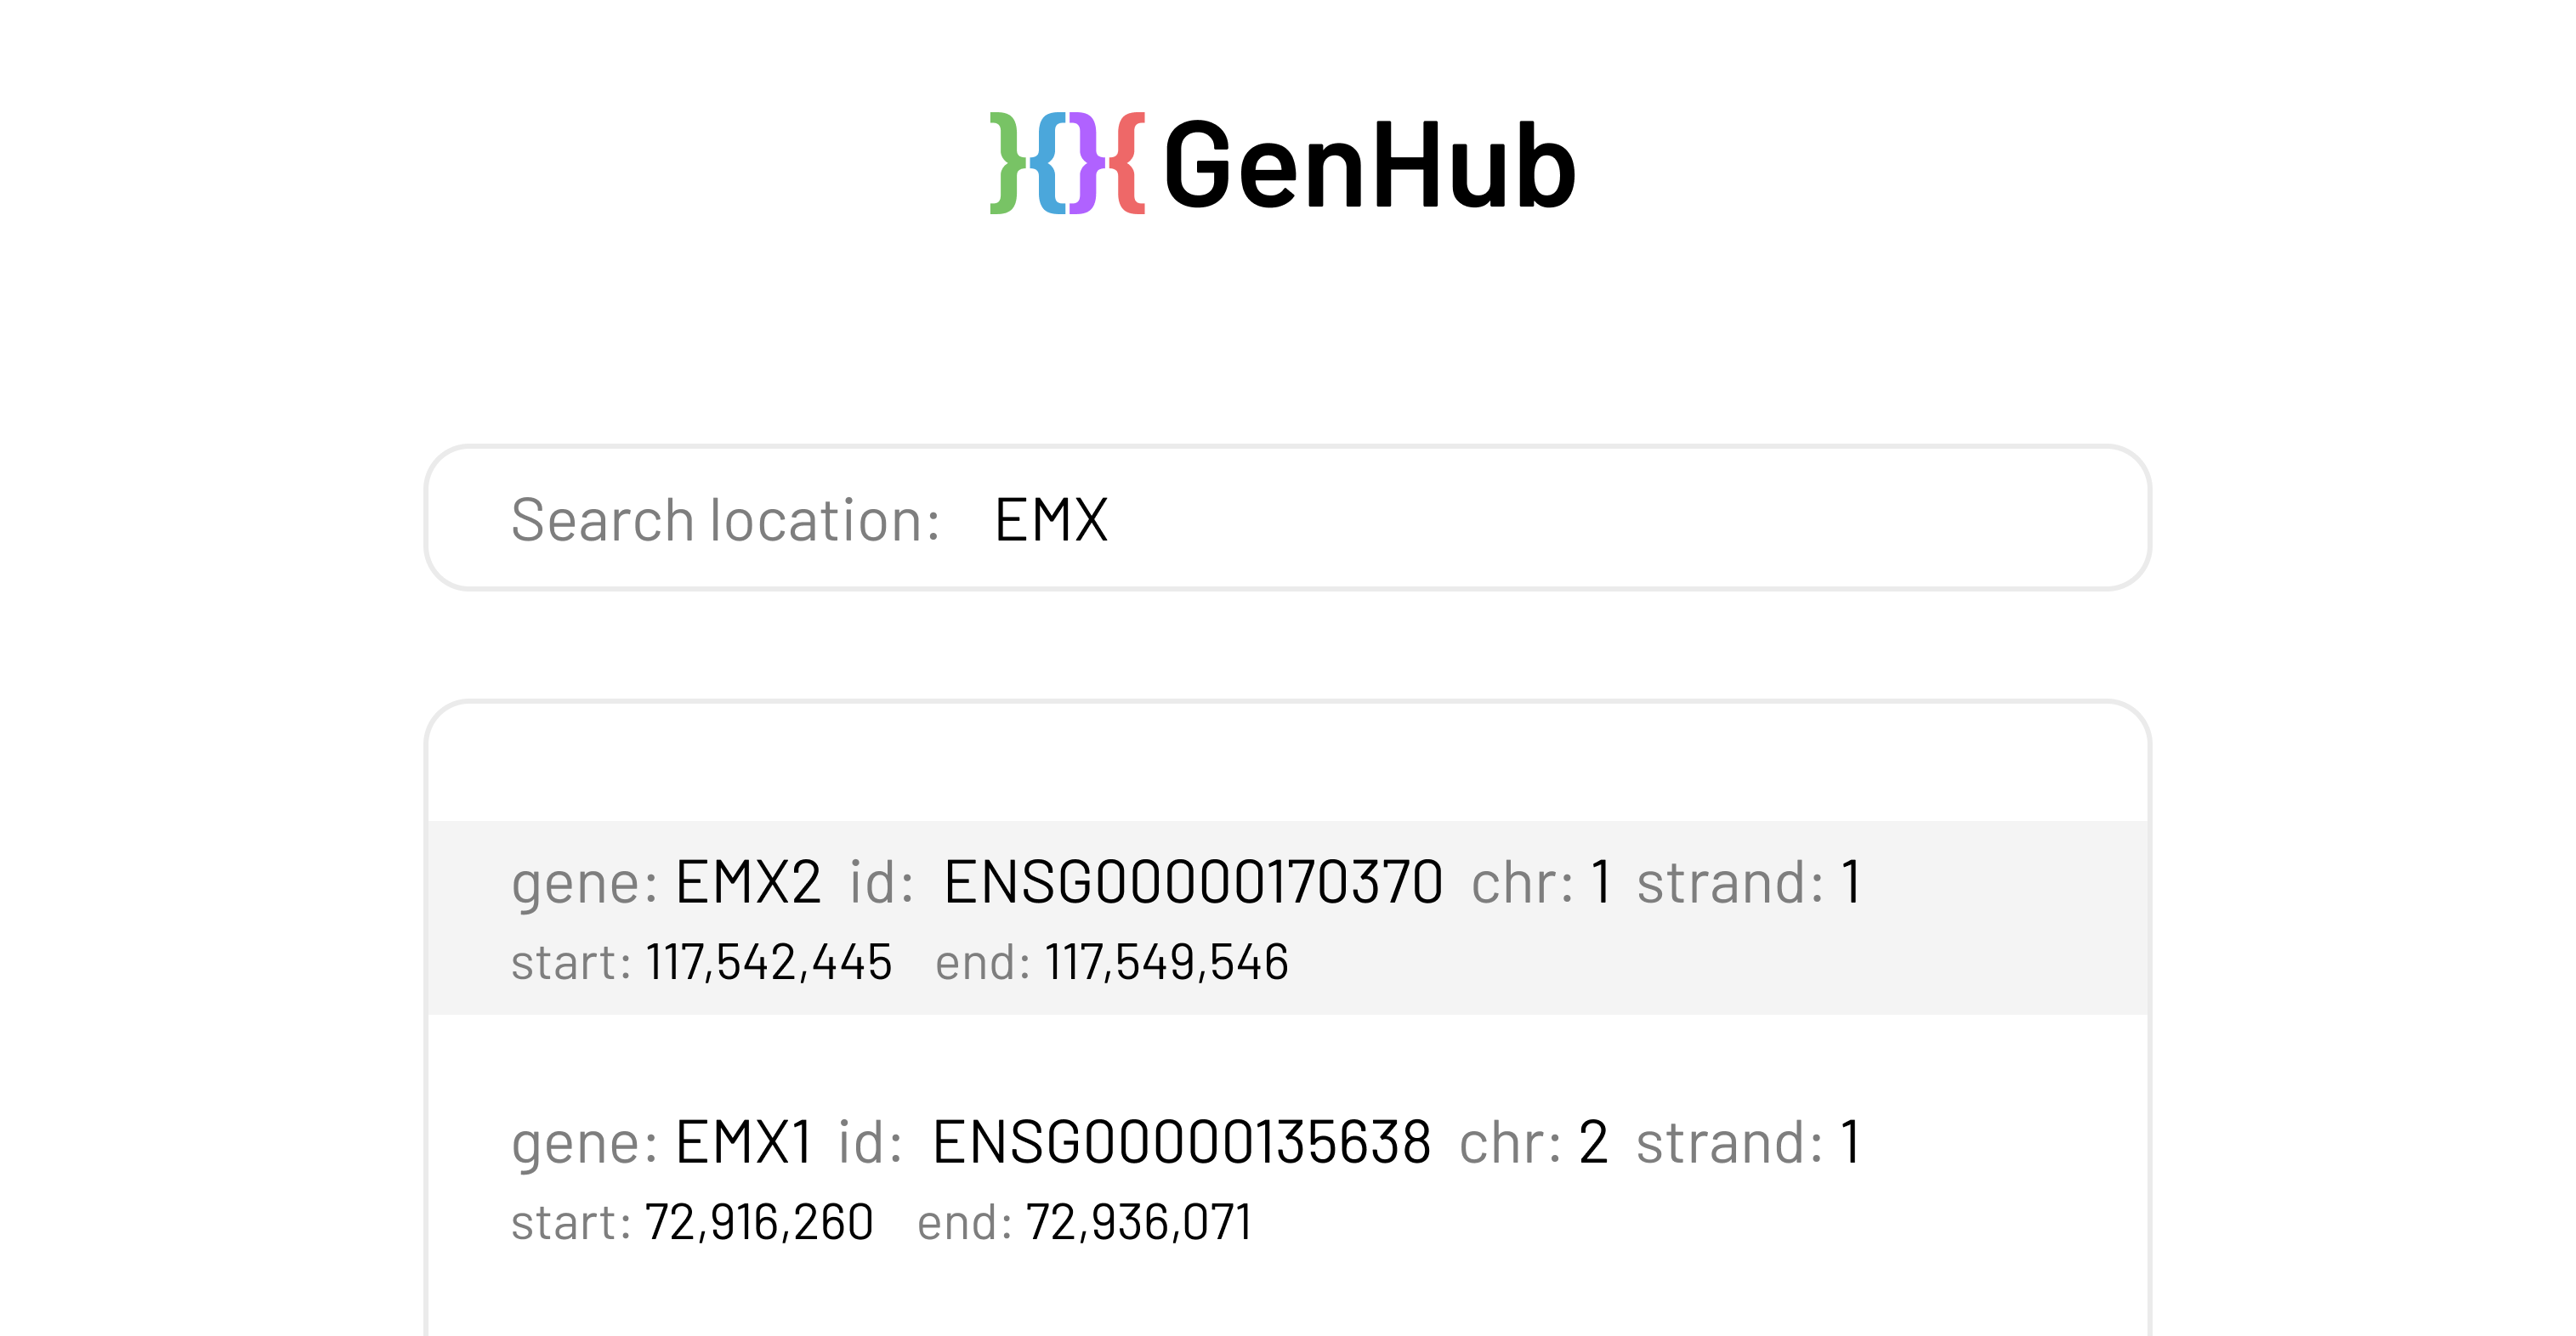 }{}{ GenHub
Search location: EMX
gene: EMX2 id: ENSG00000170370 chr: 1 strand: 1
start: 117,542,445 end: 117,549,546
gene: EMX1 id: ENSG00000135638 chr: 2 strand: 1
start: 72,916,260 end: 72,936,071